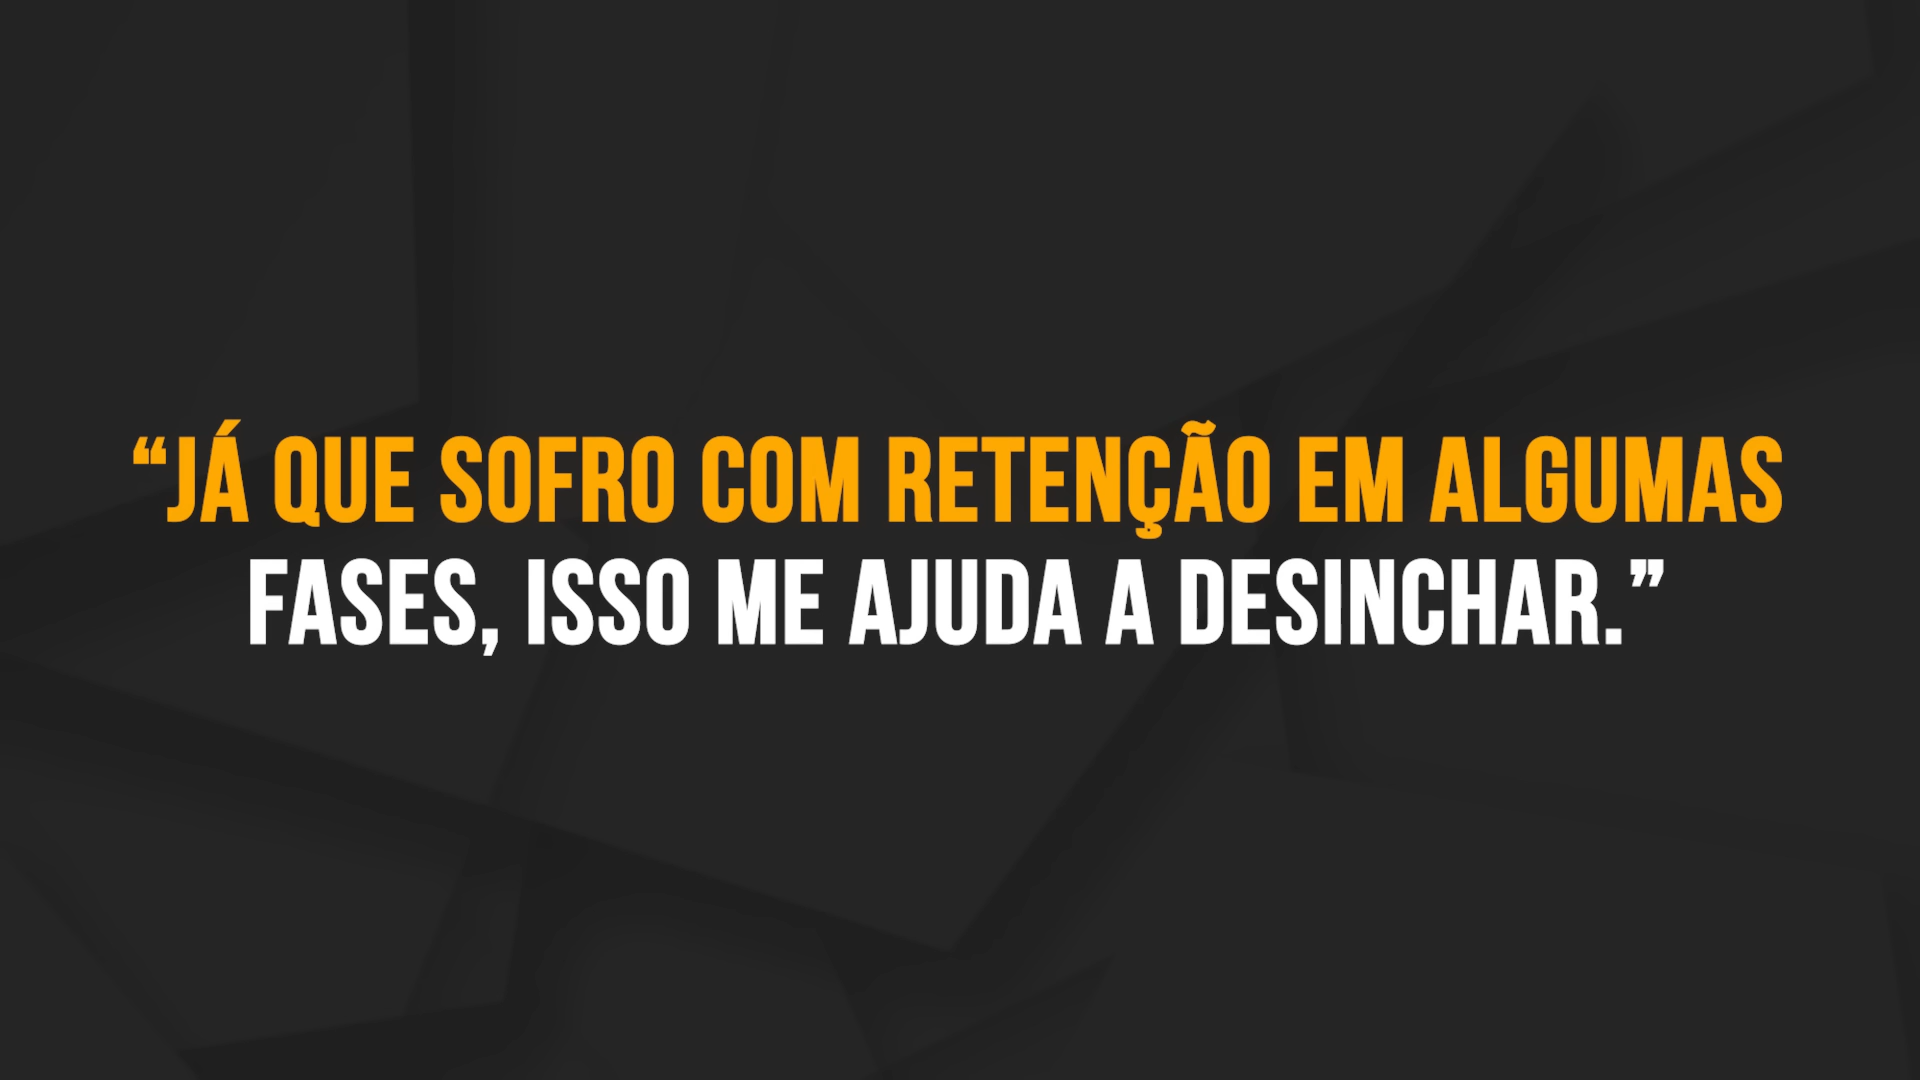 “JÁ QUE SOFRO COM RETENÇÃO EM ALGUMAS
FASES, ISSO ME AJUDA A DESINCHAR.”